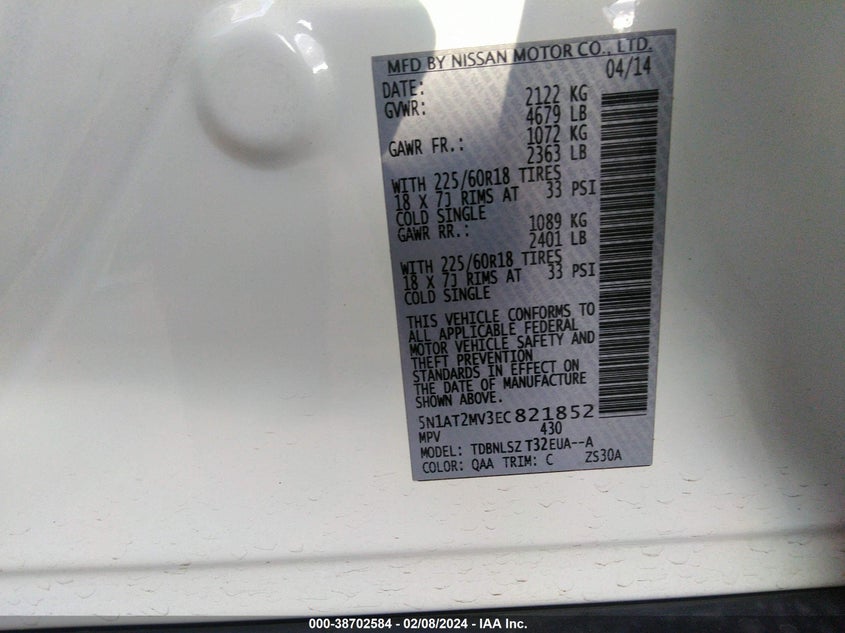 MFD BY NISSAN MOTOR CO., LTD.
DATE: 04/14
GVWR: 2122 KG
4679 LB
GAWR FR.: 1072 KG
2363 LB
WITH 225/60R18 TIRES
18 X 7J RIMS AT 33 PSI
COLD SINGLE
GAWR RR.: 1089 KG
2401 LB
WITH 225/60R18 TIRES
18 X 7J RIMS AT 33 PSI
COLD SINGLE
THIS VEHICLE CONFORMS TO
ALL APPLICABLE FEDERAL
MOTOR VEHICLE SAFETY AND
THEFT PREVENTION
STANDARDS IN EFFECT ON
THE DATE OF MANUFACTURE
SHOWN ABOVE.
5N1AT2MV3EC821852
MPV 430
MODEL: TDBNLSZ T32EUA--A
COLOR: QAA TRIM: C ZS30A
000-38702584 - 02/08/2024 - IAA Inc.